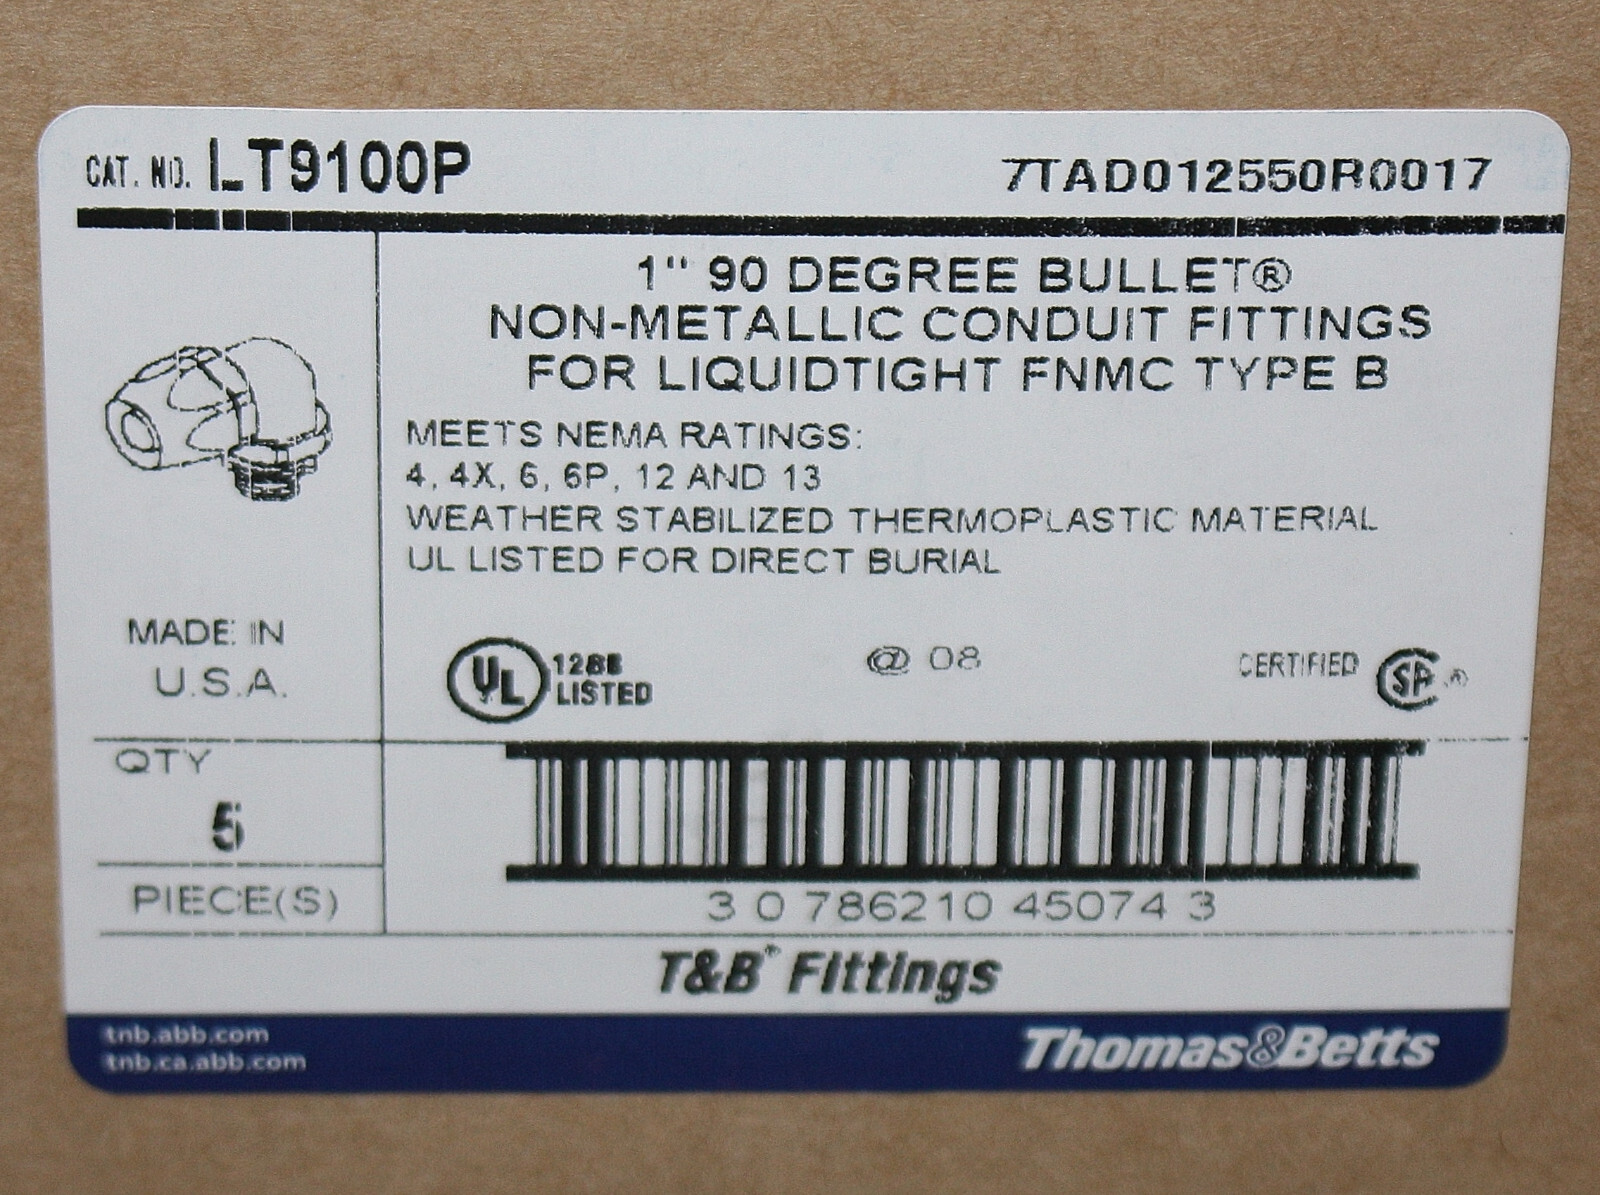 CAT. NO. LT9100P 7TAD012550R0017
1" 90 DEGREE BULLET®
NON-METALLIC CONDUIT FITTINGS
FOR LIQUIDTIGHT FNMC TYPE B
MEETS NEMA RATINGS:
4, 4X, 6, 6P, 12 AND 13
WEATHER STABILIZED THERMOPLASTIC MATERIAL
UL LISTED FOR DIRECT BURIAL
MADE IN
U.S.A.
UL
LISTED
@ 08
CERTIFIED SA ®
QTY
5
PIECE(S)
3 0 786210 45074 3
T&B® Fittings
tnb.abb.com
tnb.ca.abb.com
Thomas&Betts